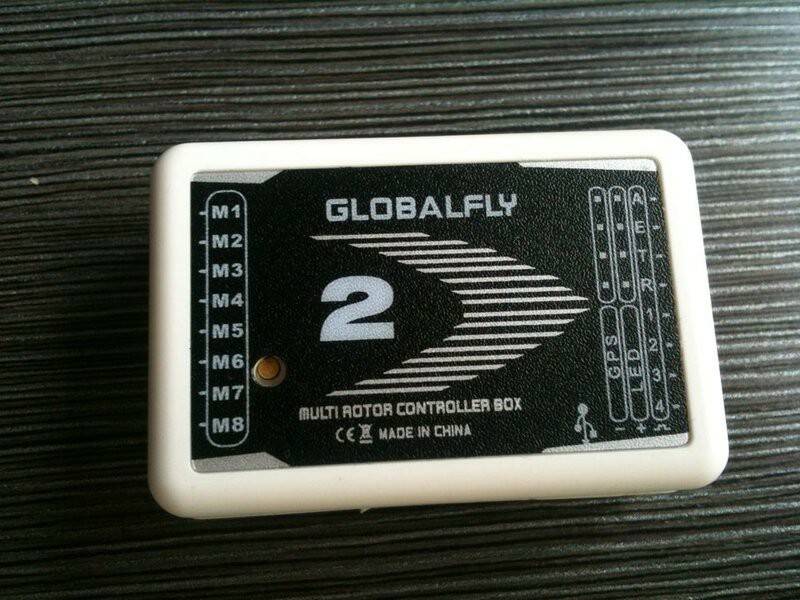 GLOBALFLY
2
MULTI ROTOR CONTROLLER BOX
CE MADE IN CHINA
M1
M2
M3
M4
M5
M6
M7
M8
A
E
T
R
1
2
3
4
GPS
LED
- +